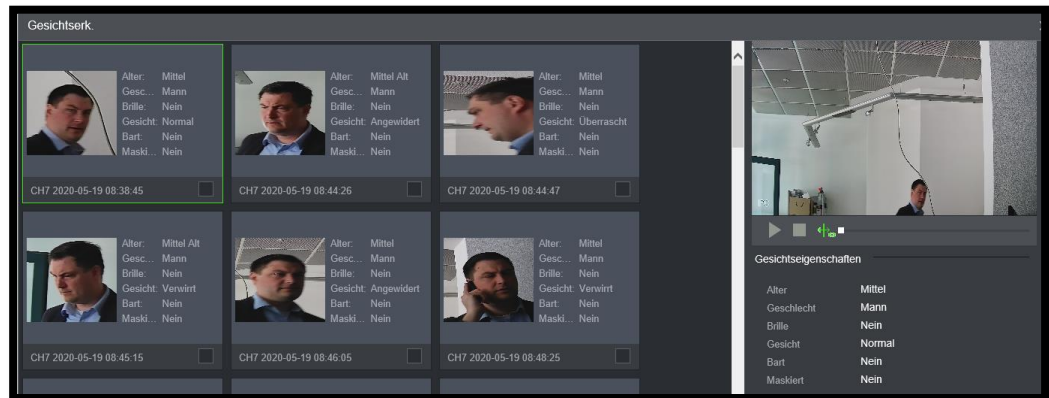 Gesichtserk.
Alter: Mittel
Gesc... Mann
Brille: Nein
Gesicht: Normal
Bart: Nein
Maski... Nein
CH7 2020-05-19 08:38:45
Alter: Mittel Alt
Gesc... Mann
Brille: Nein
Gesicht: Angewidert
Bart: Nein
Maski... Nein
CH7 2020-05-19 08:44:26
Alter: Mittel
Gesc... Mann
Brille: Nein
Gesicht: Überrascht
Bart: Nein
Maski... Nein
CH7 2020-05-19 08:44:47
Alter: Mittel Alt
Gesc... Mann
Brille: Nein
Gesicht: Verwirrt
Bart: Nein
Maski... Nein
CH7 2020-05-19 08:45:15
Alter: Mittel
Gesc... Mann
Brille: Nein
Gesicht: Angewidert
Bart: Nein
Maski... Nein
CH7 2020-05-19 08:46:05
Alter: Mittel
Gesc... Mann
Brille: Nein
Gesicht: Verwirrt
Bart: Nein
Maski... Nein
CH7 2020-05-19 08:48:25
Gesichtseigenschaften
Alter Mittel
Geschlecht Mann
Brille Nein
Gesicht Normal
Bart Nein
Maskiert Nein